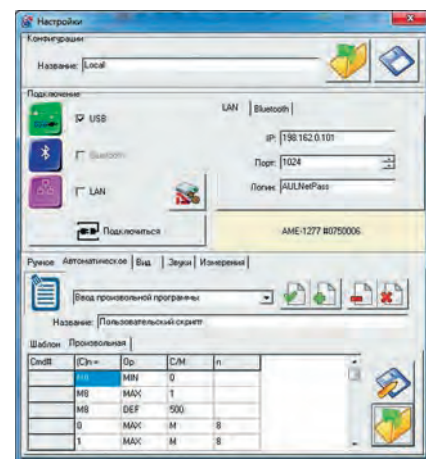 Настройки
Конфигурация
Название: Local
Подключение
USB
Bluetooth
LAN
LAN Bluetooth
IP: 198.162.0.101
Порт: 1024
Логин: AULNetPass
Подключиться
AME-1277 #0750006
Ручное Автоматическое Вид Звуки Измерения
Ввод произвольной программы
Название: Пользовательский скрипт
Шаблон Произвольная
Cmd# (C)n = Op C/M n
M8 MIN 0
M8 MAX 1
M8 DEF 500
0 MAX M 8
1 MAX M 8